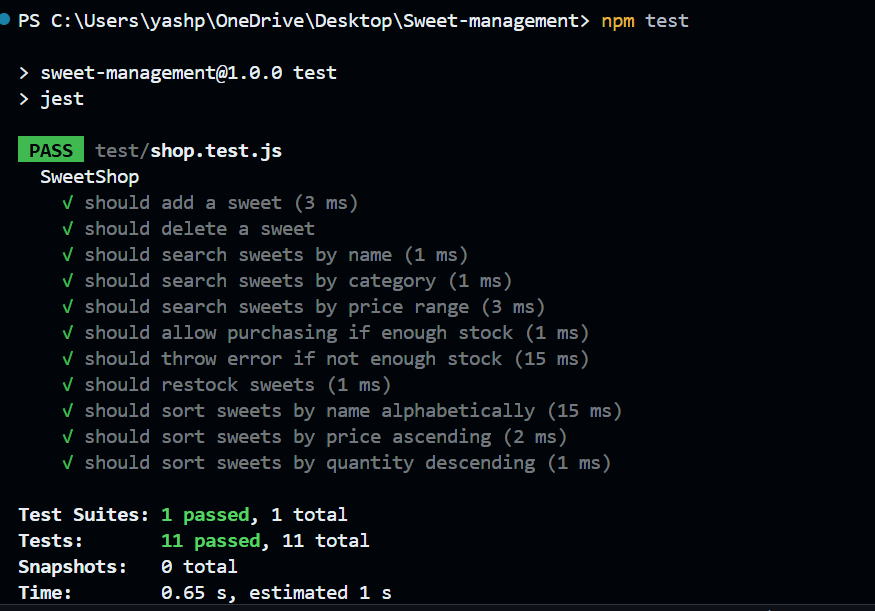 PS C:\Users\yashp\OneDrive\Desktop\Sweet-management> npm test
> sweet-management@1.0.0 test
> jest
PASS test/shop.test.js
SweetShop
√ should add a sweet (3 ms)
√ should delete a sweet
√ should search sweets by name (1 ms)
√ should search sweets by category (1 ms)
√ should search sweets by price range (3 ms)
√ should allow purchasing if enough stock (1 ms)
√ should throw error if not enough stock (15 ms)
√ should restock sweets (1 ms)
√ should sort sweets by name alphabetically (15 ms)
√ should sort sweets by price ascending (2 ms)
√ should sort sweets by quantity descending (1 ms)
Test Suites: 1 passed, 1 total
Tests: 11 passed, 11 total
Snapshots: 0 total
Time: 0.65 s, estimated 1 s